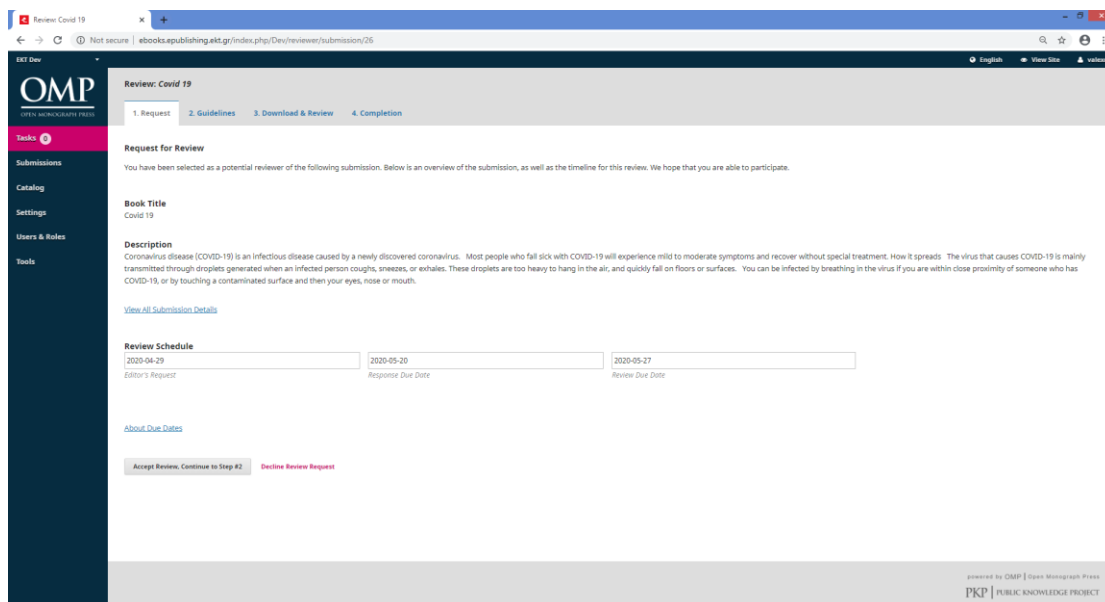 Review: Covid 19
Not secure | ebooks.epublishing.ekt.gr/index.php/Dev/reviewer/submission/26
EKT Dev
English
View Site
OMP
OPEN MONOGRAPH PRESS
Tasks 0
Submissions
Catalog
Settings
Users & Roles
Tools
Review: Covid 19
1. Request 2. Guidelines 3. Download & Review 4. Completion
Request for Review
You have been selected as a potential reviewer of the following submission. Below is an overview of the submission, as well as the timeline for this review. We hope that you are able to participate.
Book Title
Covid 19
Description
Coronavirus disease (COVID-19) is an infectious disease caused by a newly discovered coronavirus. Most people who fall sick with COVID-19 will experience mild to moderate symptoms and recover without special treatment. How it spreads The virus that causes COVID-19 is mainly
transmitted through droplets generated when an infected person coughs, sneezes, or exhales. These droplets are too heavy to hang in the air, and quickly fall on floors or surfaces. You can be infected by breathing in the virus if you are within close proximity of someone who has
COVID-19, or by touching a contaminated surface and then your eyes, nose or mouth.
View All Submission Details
Review Schedule
2020-04-29 2020-05-20 2020-05-27
Editor's Request Response Due Date Review Due Date
About Due Dates
Accept Review, Continue to Step #2 Decline Review Request
powered by OMP | Open Monograph Press
PKP | PUBLIC KNOWLEDGE PROJECT